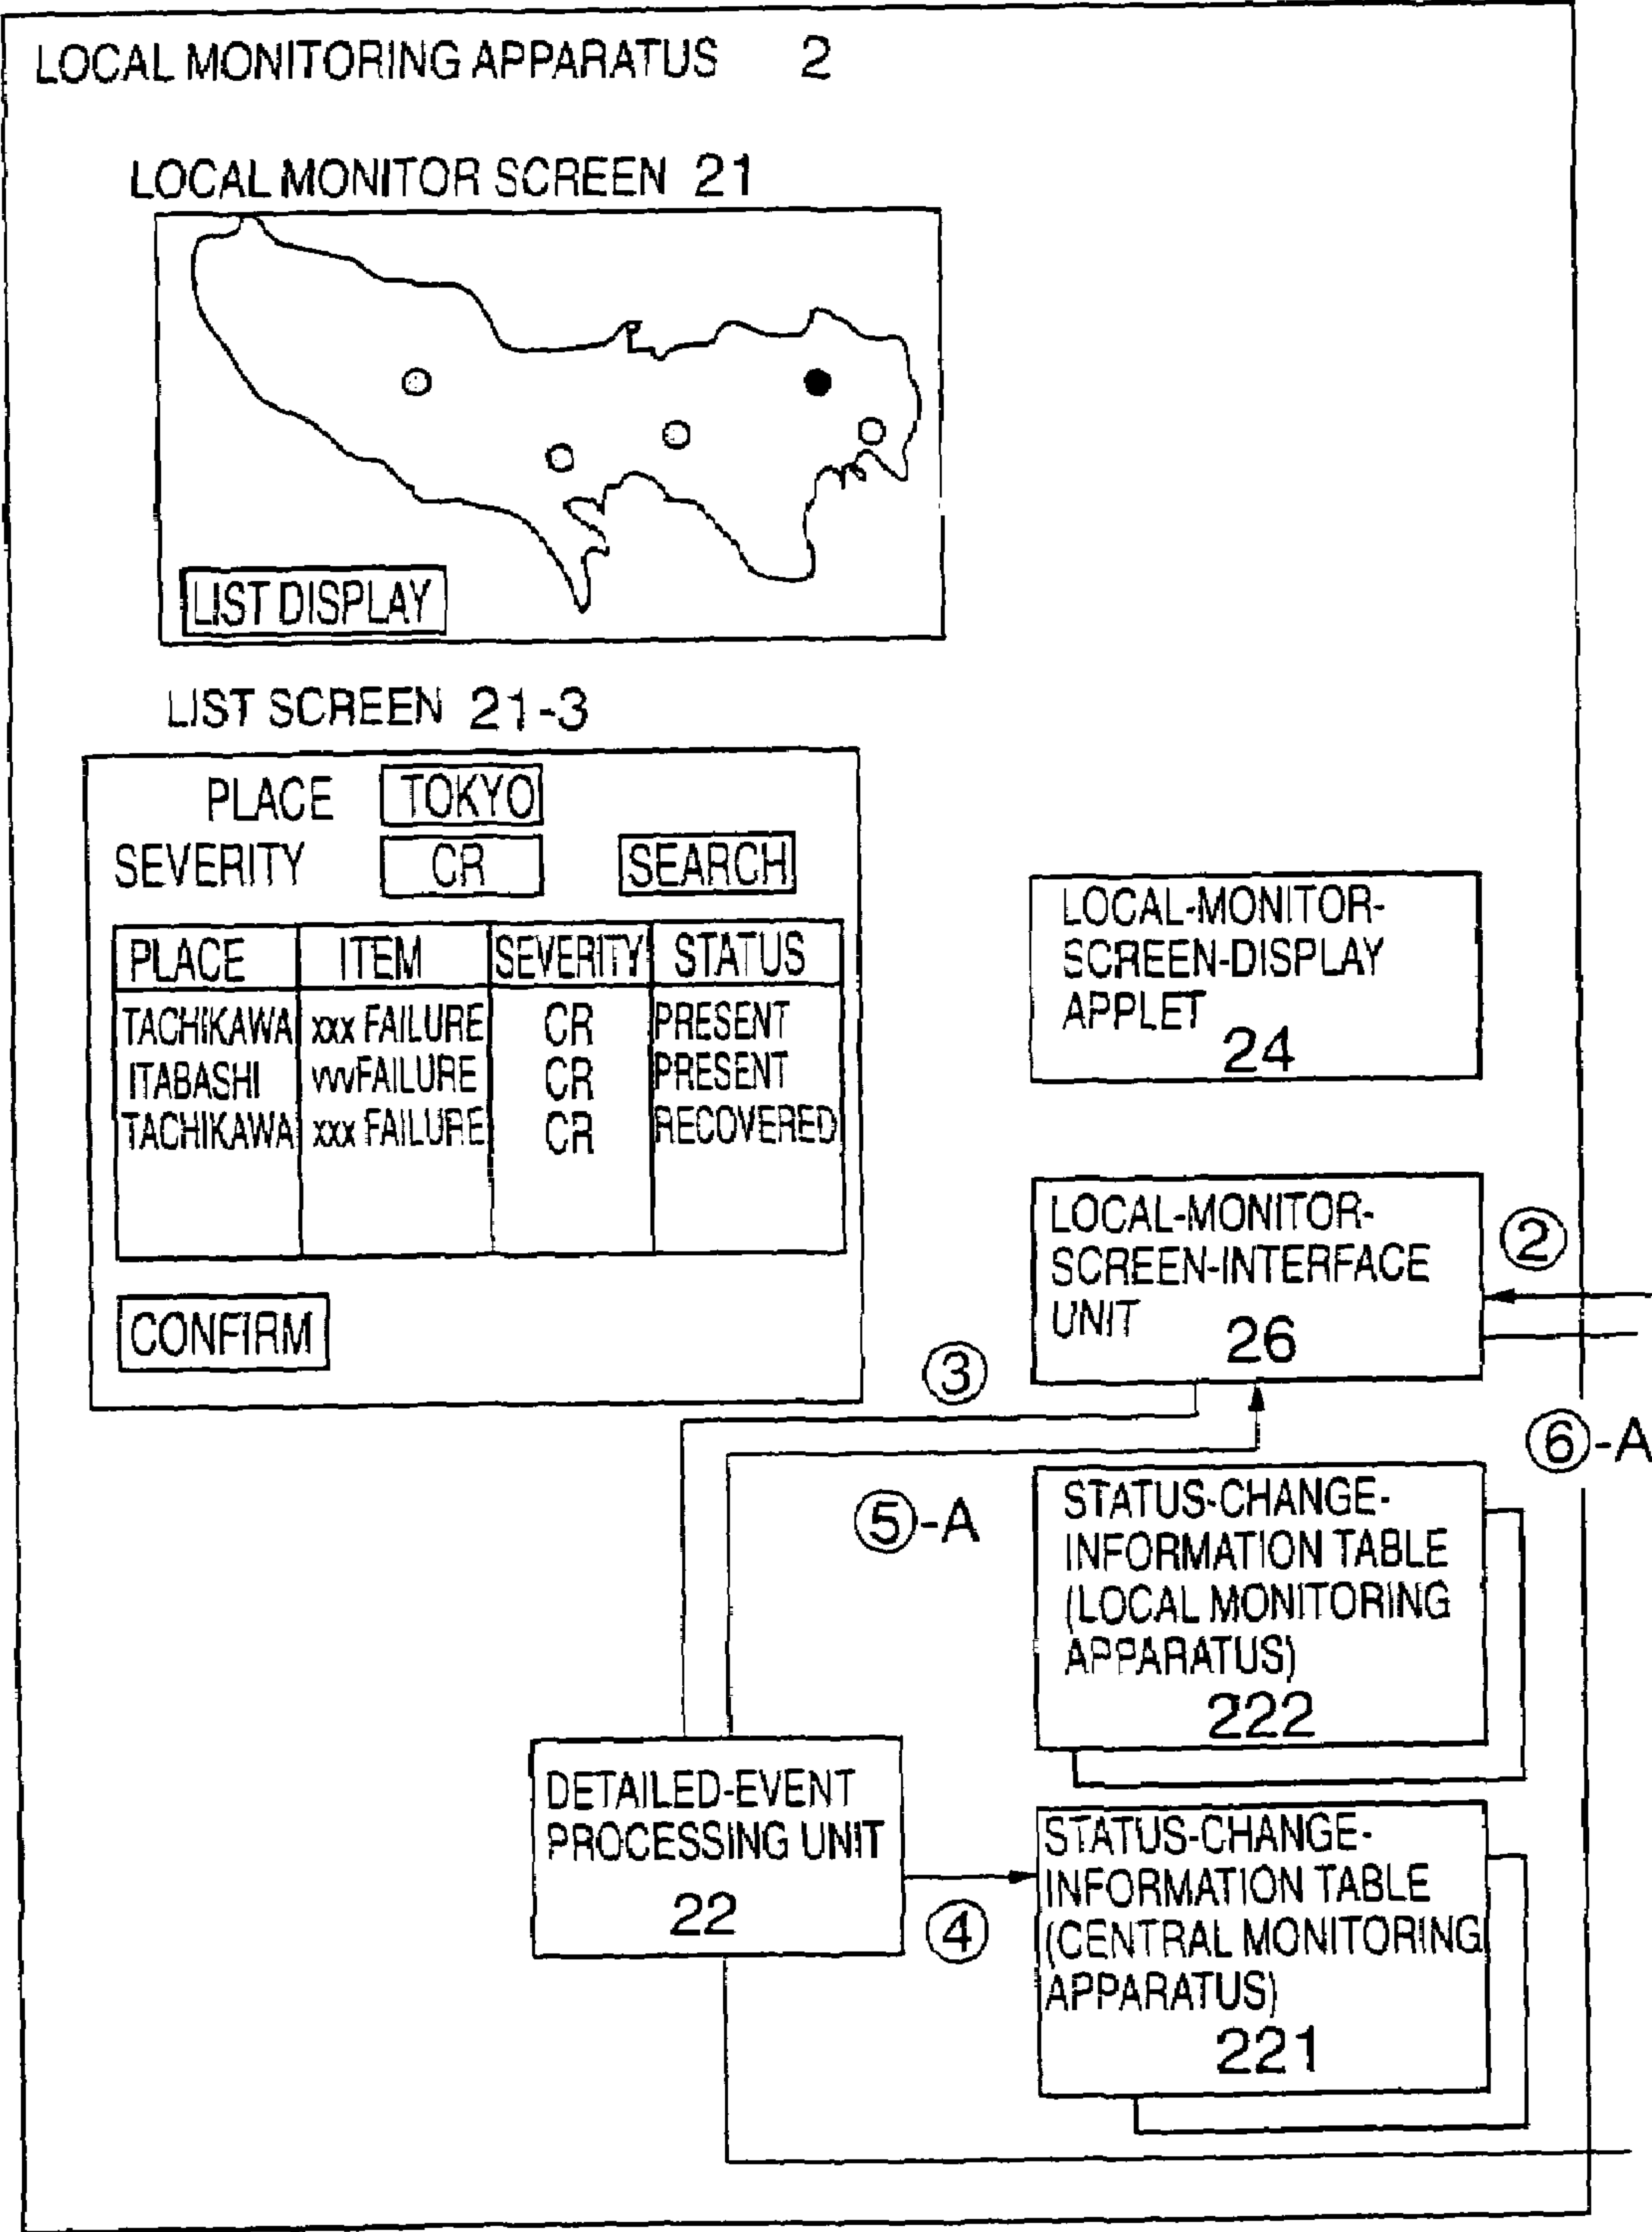 LOCAL MONITORING APPARATUS 2
LOCAL MONITOR SCREEN 21
LIST DISPLAY
LIST SCREEN 21-3
PLACE TOKYO
SEVERITY CR SEARCH
PLACE ITEM SEVERITY STATUS
TACHIKAWA xxx FAILURE CR PRESENT
ITABASHI vvvFAILURE CR PRESENT
TACHIKAWA xxx FAILURE CR RECOVERED
CONFIRM
LOCAL-MONITOR-
SCREEN-DISPLAY
APPLET
24
LOCAL-MONITOR-
SCREEN-INTERFACE
UNIT
26
②
③
⑥-A
⑤-A
STATUS-CHANGE-
INFORMATION TABLE
(LOCAL MONITORING
APPARATUS)
222
DETAILED-EVENT
PROCESSING UNIT
22
④
STATUS-CHANGE-
INFORMATION TABLE
(CENTRAL MONITORING
APPARATUS)
221